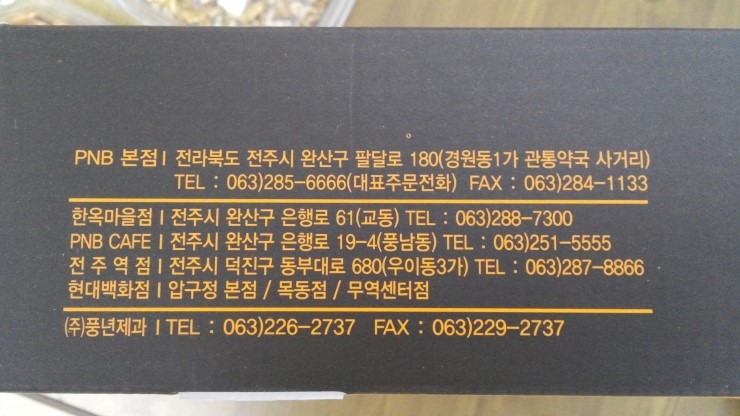 PNB 본점 I 전라북도 전주시 완산구 팔달로 180(경원동1가 관통약국 사거리)
TEL : 063)285-6666(대표주문전화) FAX : 063)284-1133
한옥마을점 I 전주시 완산구 은행로 61(교동) TEL : 063)288-7300
PNB CAFE I 전주시 완산구 은행로 19-4(풍남동) TEL : 063)251-5555
전 주 역 점 I 전주시 덕진구 동부대로 680(우이동3가) TEL : 063)287-8866
현대백화점 I 압구정 본점 / 목동점 / 무역센터점
㈜풍년제과 I TEL : 063)226-2737 FAX : 063)229-2737